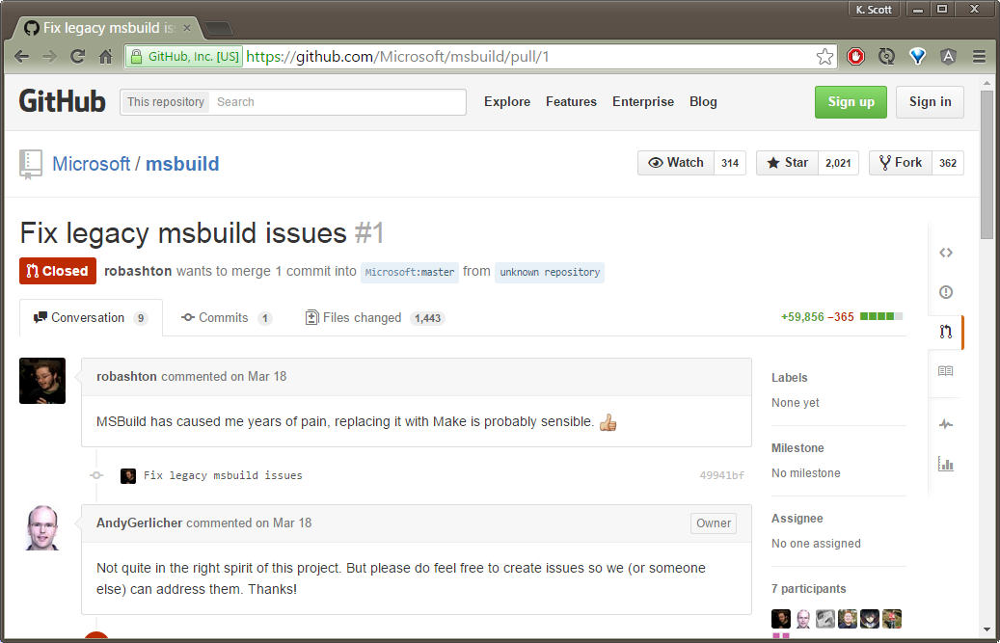 K. Scott
Fix legacy msbuild is
GitHub, Inc. [US] https://github.com/Microsoft/msbuild/pull/1
GitHub This repository Search Explore Features Enterprise Blog Sign up Sign in
Microsoft / msbuild Watch 314 Star 2,021 Fork 362
Fix legacy msbuild issues #1
Closed robashton wants to merge 1 commit into Microsoft:master from unknown repository
Conversation 9 Commits 1 Files changed 1,443 +59,856 −365
robashton commented on Mar 18
MSBuild has caused me years of pain, replacing it with Make is probably sensible.
Fix legacy msbuild issues 49941bf
AndyGerlicher commented on Mar 18 Owner
Not quite in the right spirit of this project. But please do feel free to create issues so we (or someone
else) can address them. Thanks!
Labels
None yet
Milestone
No milestone
Assignee
No one assigned
7 participants